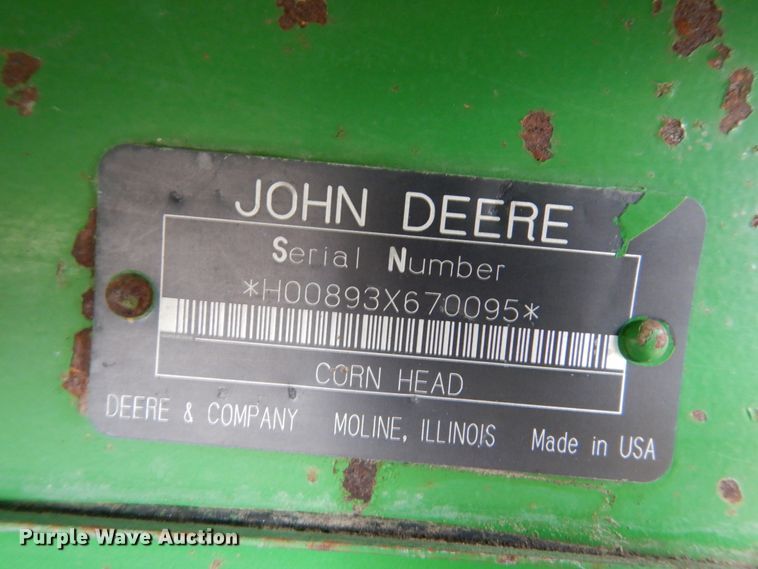 JOHN DEERE
Serial Number
*H00893X670095*
CORN HEAD
DEERE & COMPANY MOLINE, ILLINOIS Made in USA
Purple Wave Auction